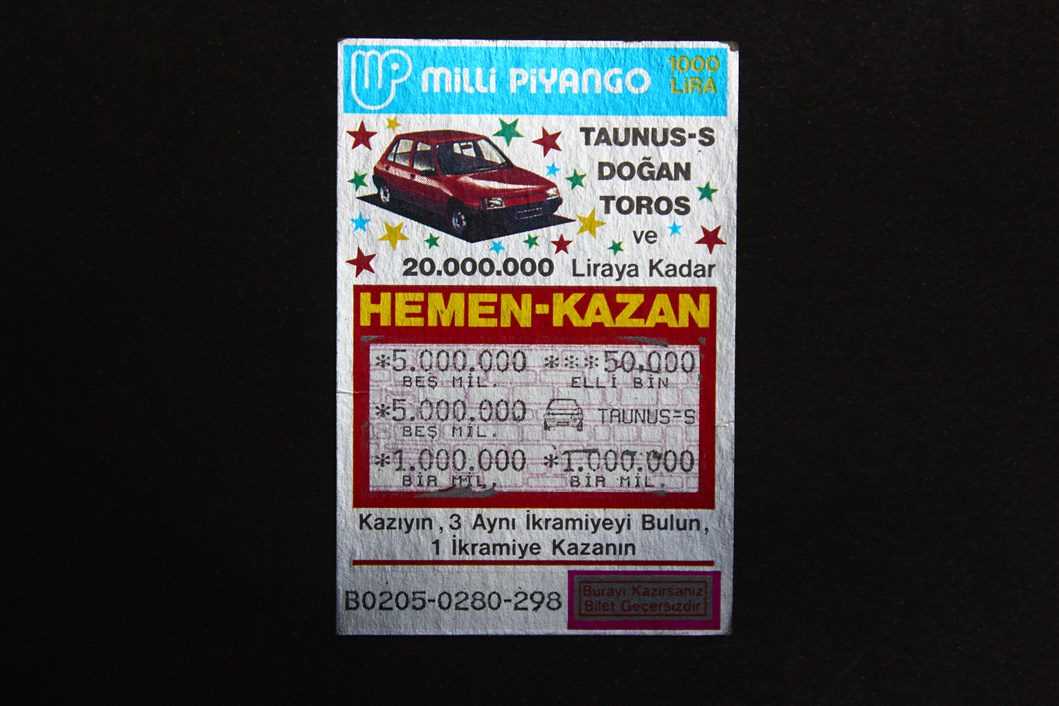 MİLLİ PİYANGO
1000
LİRA
TAUNUS-S
DOĞAN
TOROS
ve
20.000.000 Liraya Kadar
HEMEN-KAZAN
*5.000.000 ***50.000
BEŞ MİL. ELLİ BİN
*5.000.000 TAUNUS-S
BEŞ MİL.
*1.000.000 *1.000.000
BİR MİL. BİR MİL.
Kazıyın, 3 Aynı İkramiyeyi Bulun,
1 İkramiye Kazanın
B0205-0280-298
Burayı Kazırsanız
Bilet Geçersizdir